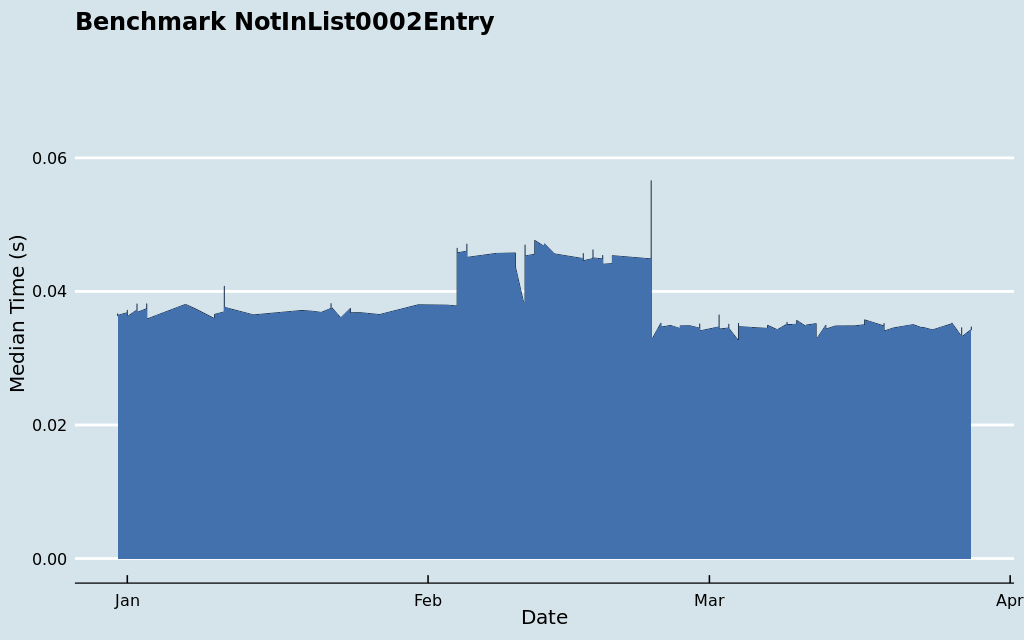 Benchmark NotInList0002Entry
Median Time (s)
0.06
0.04
0.02
0.00
Jan Feb Mar Apr
Date